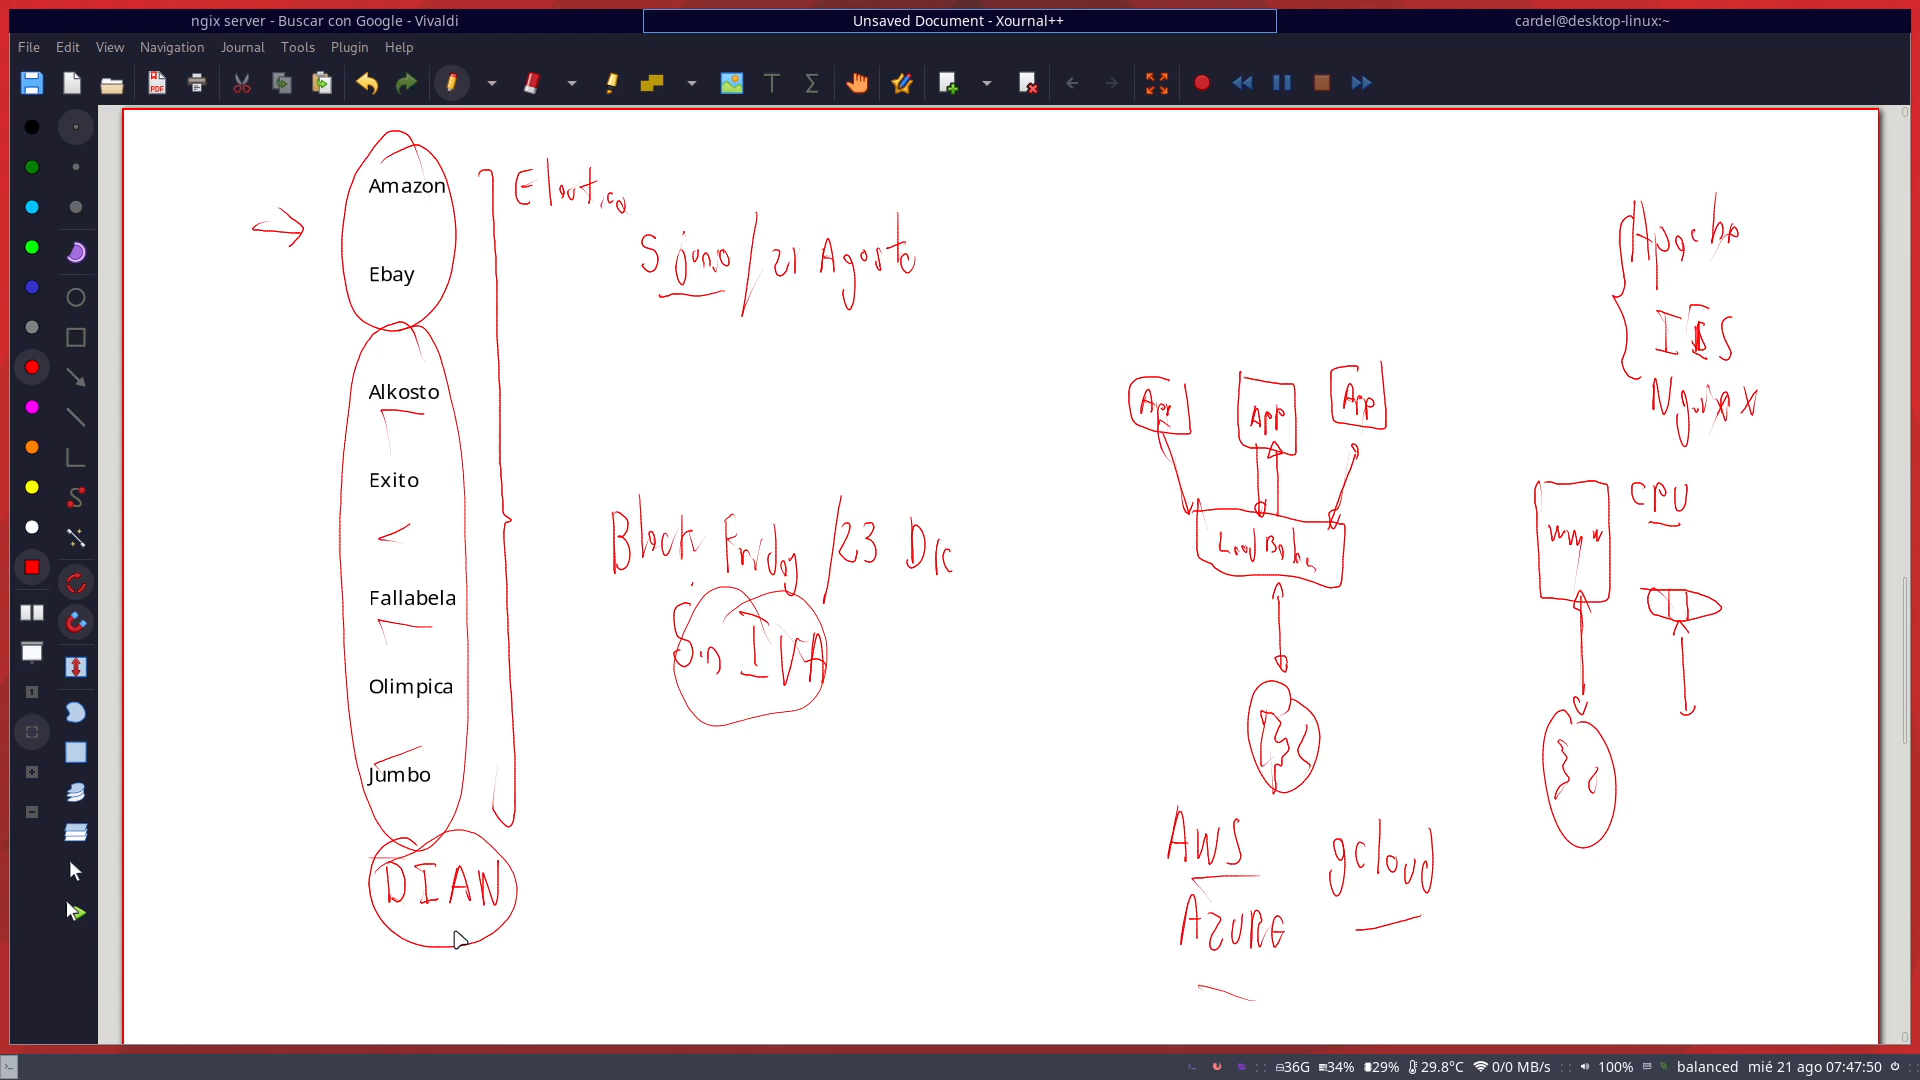 ngix server - Buscar con Google - Vivaldi
Unsaved Document - Xournal++
cardel@desktop-linux:~
File Edit View Navigation Journal Tools Plugin Help
Amazon
Ebay
Alkosto
Exito
Fallabela
Olimpica
Jumbo
DIAN
5 junio / 21 Agosto
Black Friday / 23 Dic
Sin IVA
App
App
App
AWS
AZURE
gcloud
Apache
IIS
CPU
36G 34% 29% 29.8°C 0/0 MB/s 100% balanced mié 21 ago 07:47:50